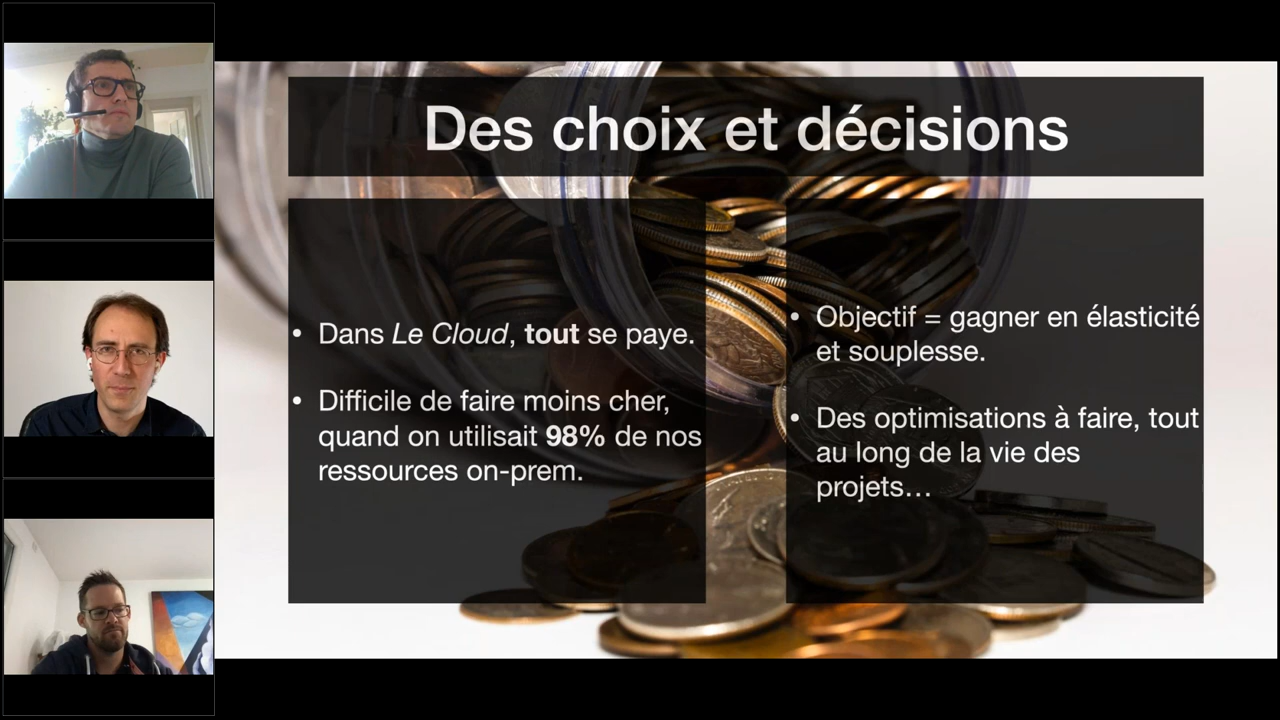 Des choix et décisions
• Dans Le Cloud, tout se paye.
• Difficile de faire moins cher,
quand on utilisait 98% de nos
ressources on-prem.
• Objectif = gagner en élasticité
et souplesse.
• Des optimisations à faire, tout
au long de la vie des
projets…